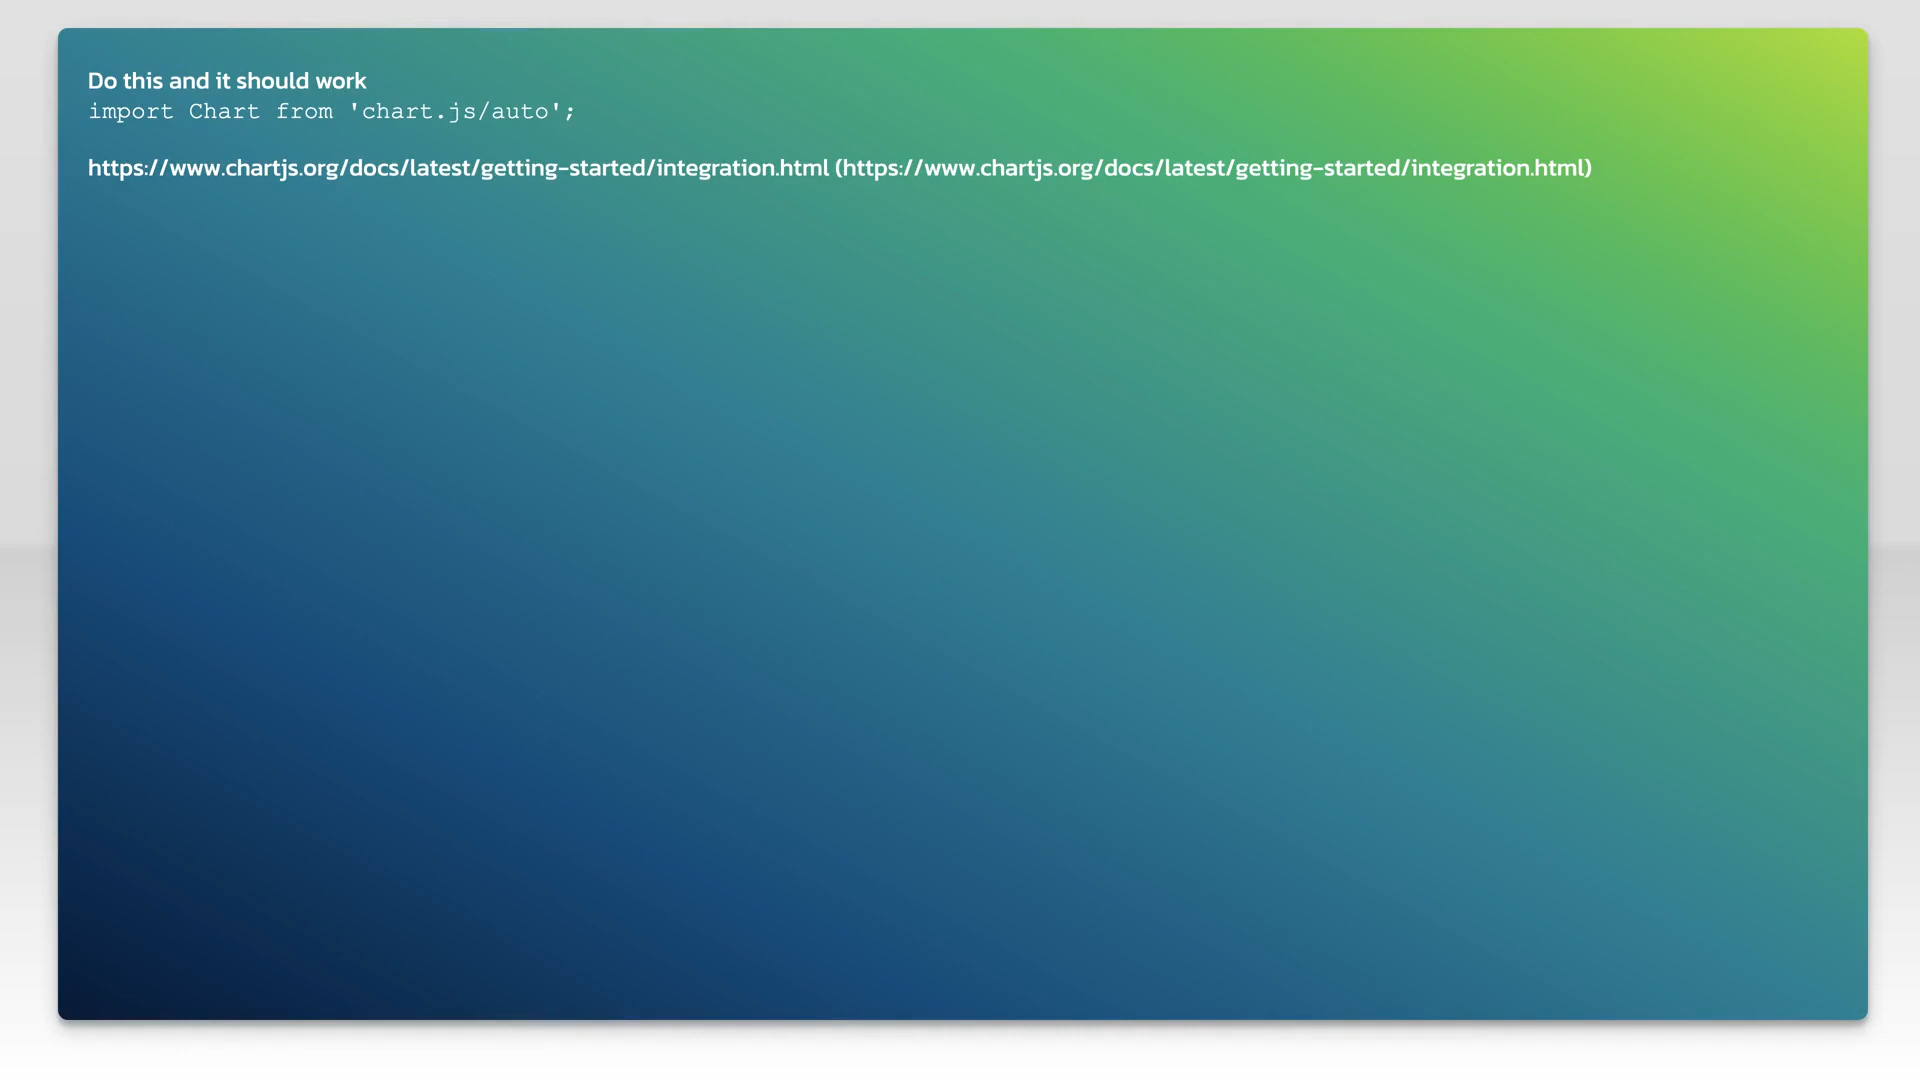 Do this and it should work
import Chart from 'chart.js/auto';
https://www.chartjs.org/docs/latest/getting-started/integration.html (https://www.chartjs.org/docs/latest/getting-started/integration.html)